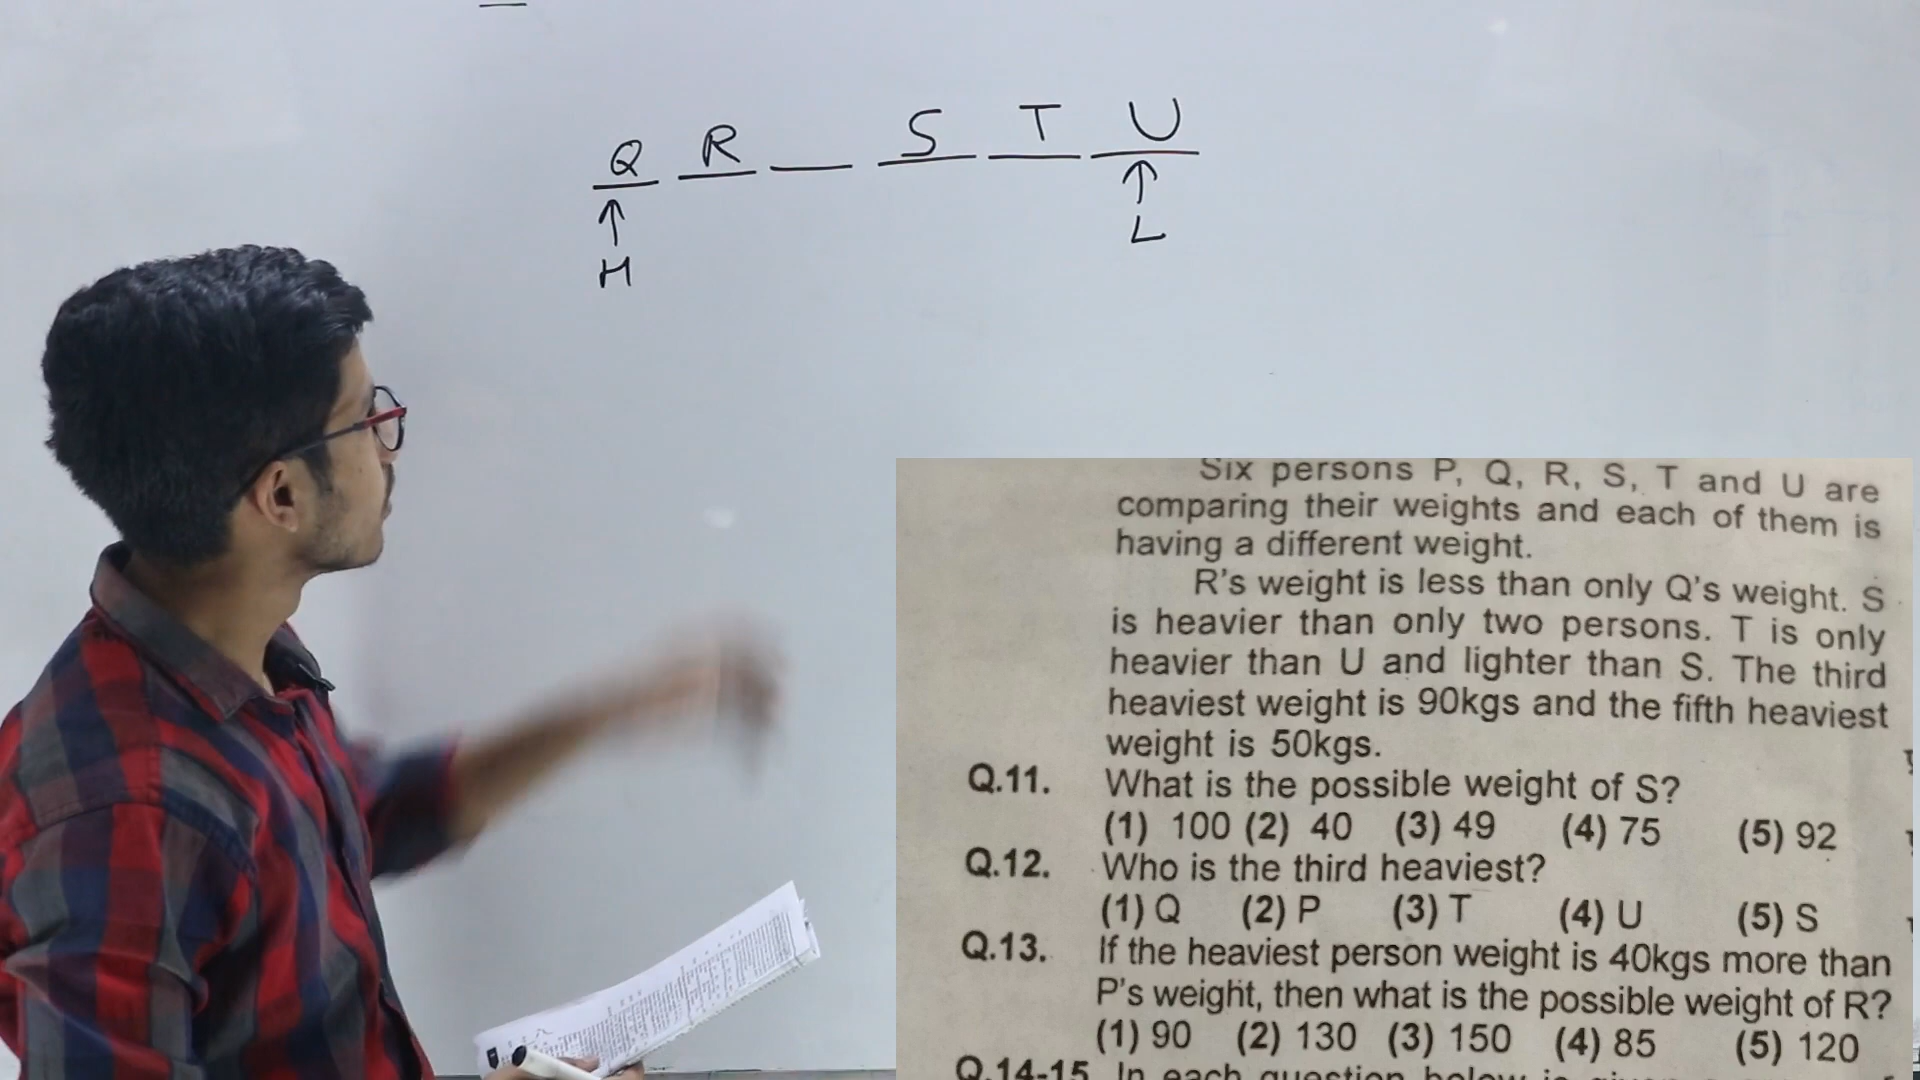 Q R __ S T U
↑ ↑
H L
Six persons P, Q, R, S, T and U are
comparing their weights and each of them is
having a different weight.
R's weight is less than only Q's weight. S
is heavier than only two persons. T is only
heavier than U and lighter than S. The third
heaviest weight is 90kgs and the fifth heaviest
weight is 50kgs.
Q.11. What is the possible weight of S?
(1) 100 (2) 40 (3) 49 (4) 75 (5) 92
Q.12. Who is the third heaviest?
(1) Q (2) P (3) T (4) U (5) S
Q.13. If the heaviest person weight is 40kgs more than
P's weight, then what is the possible weight of R?
(1) 90 (2) 130 (3) 150 (4) 85 (5) 120
Q.14-15. In each question below is given